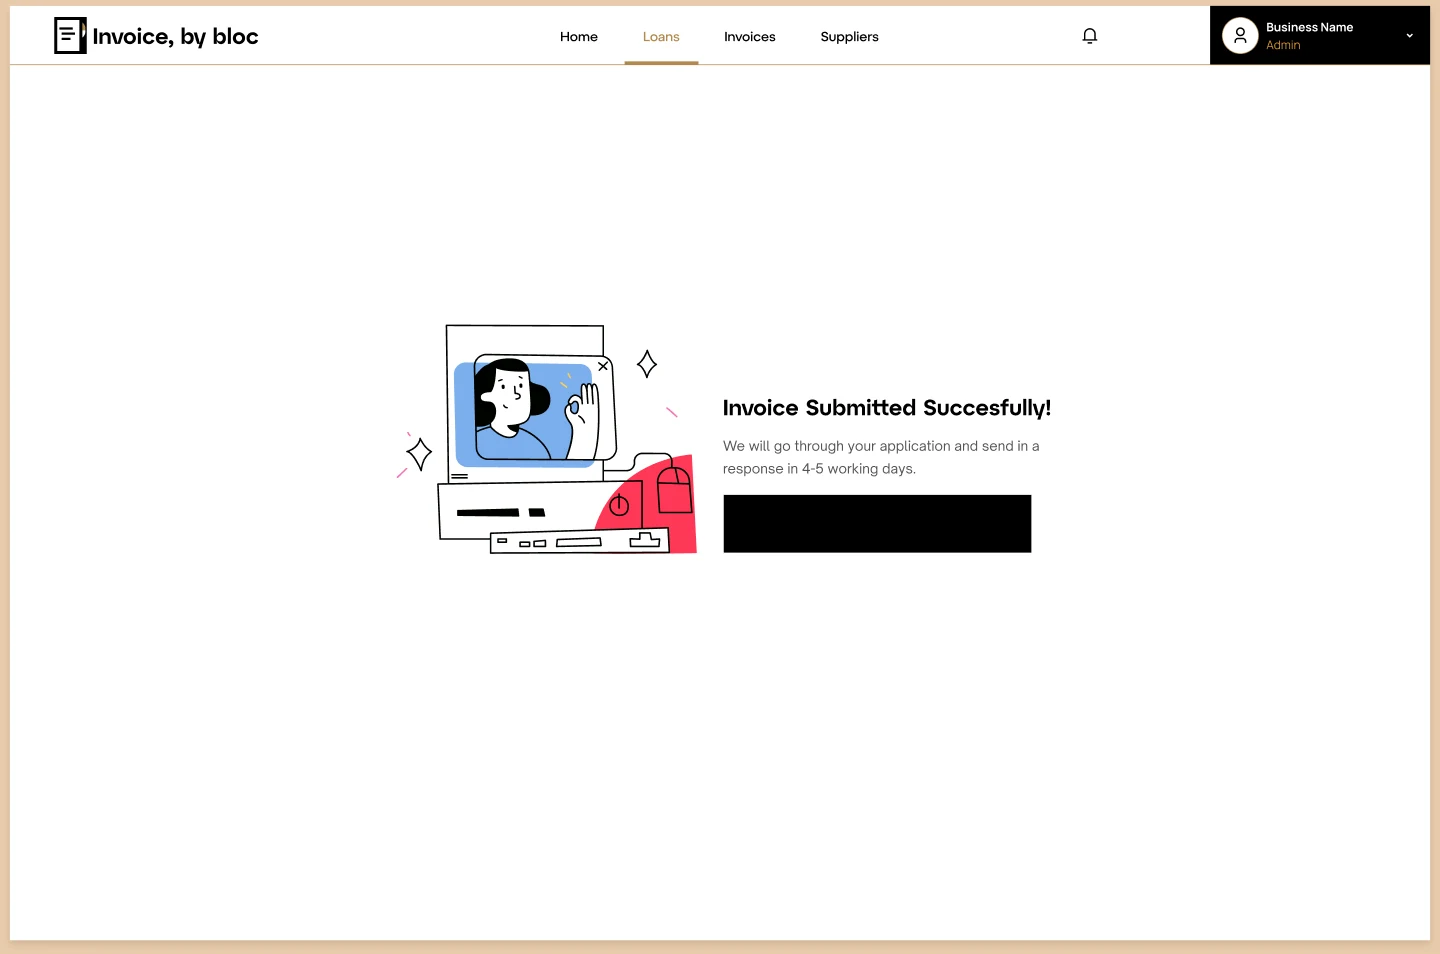 Invoice, by bloc
Home
Loans
Invoices
Suppliers
Business Name
Admin
Invoice Submitted Succesfully!
We will go through your application and send in a
response in 4-5 working days.